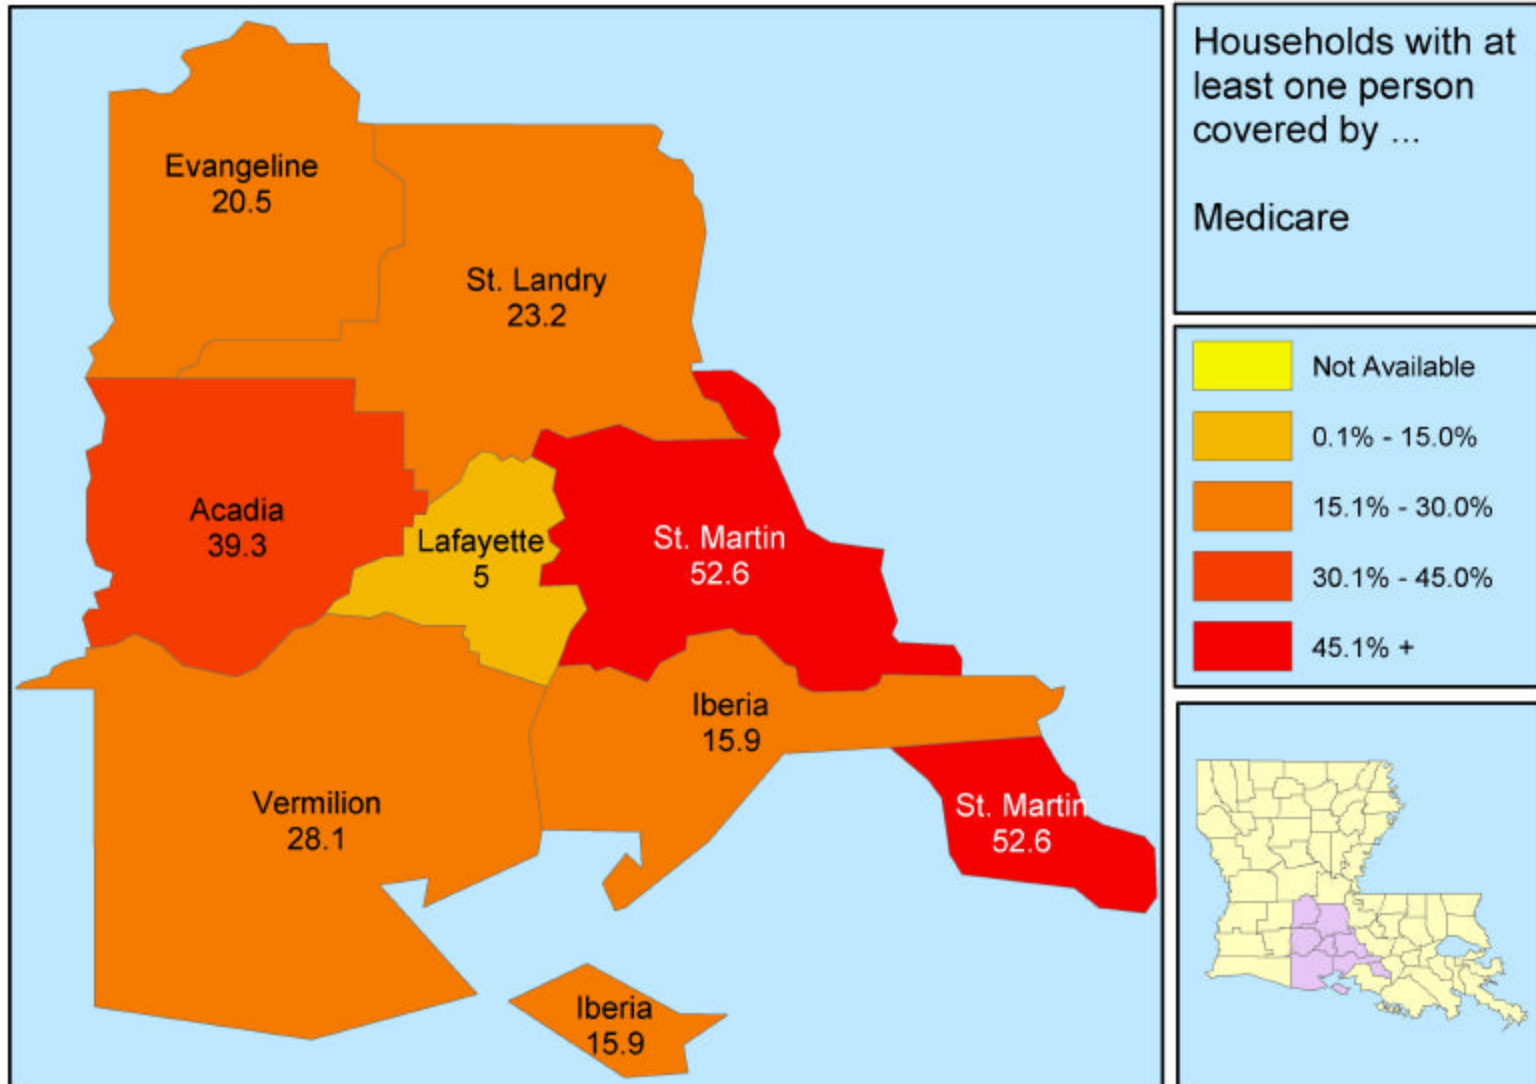 Households with at
least one person
covered by ...
Medicare
Evangeline
20.5
St. Landry
23.2
Acadia
39.3
Lafayette
5
St. Martin
52.6
Iberia
15.9
Vermilion
28.1
St. Martin
52.6
Iberia
15.9
Not Available
0.1% - 15.0%
15.1% - 30.0%
30.1% - 45.0%
45.1% +